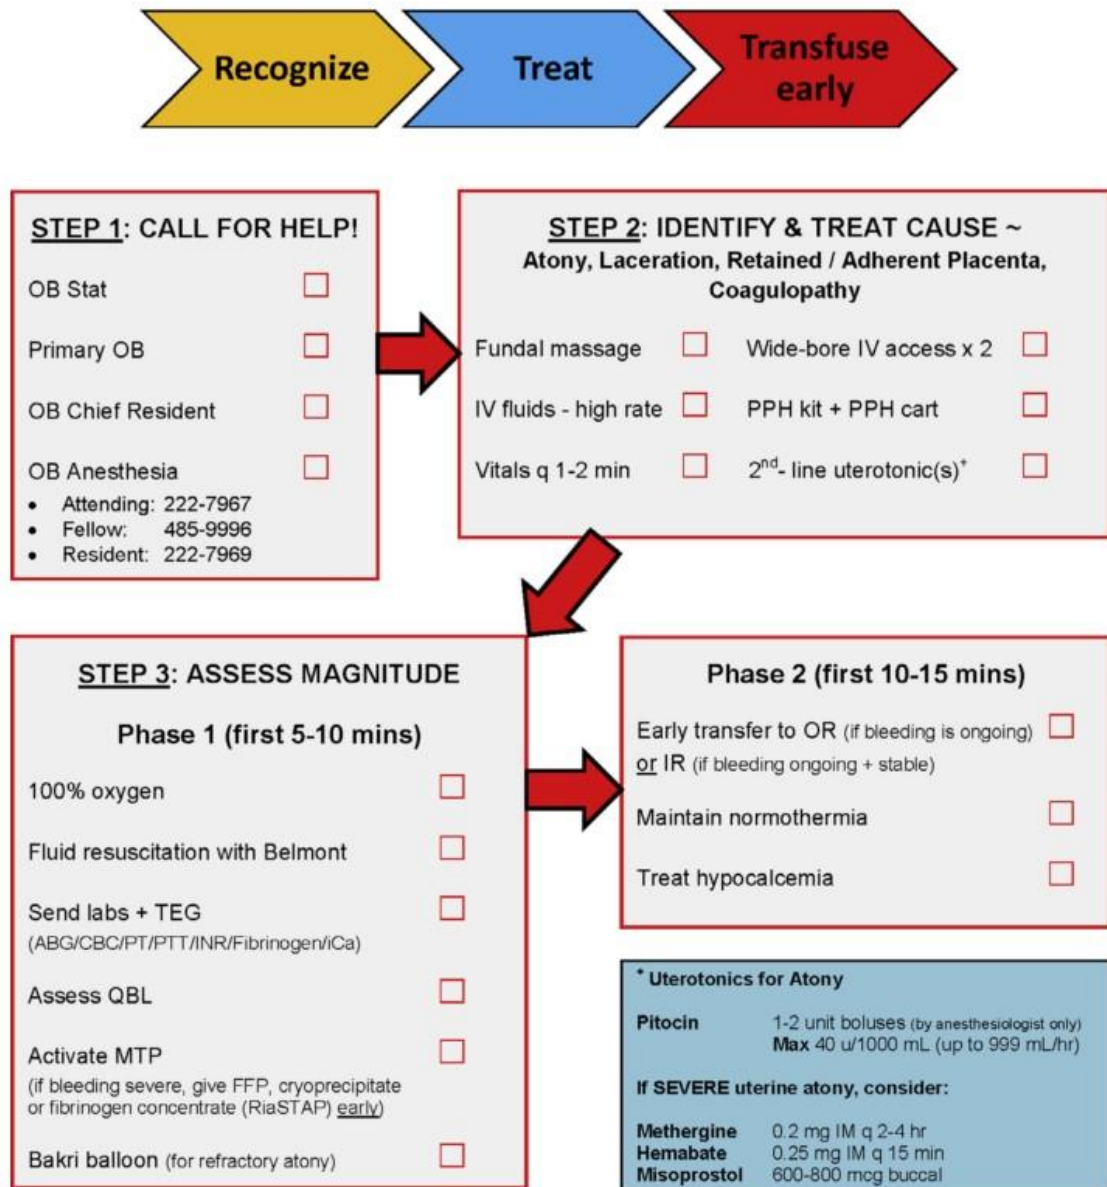 Recognize
Treat
Transfuse
early
STEP 1: CALL FOR HELP!
OB Stat
Primary OB
OB Chief Resident
OB Anesthesia
• Attending: 222-7967
• Fellow: 485-9996
• Resident: 222-7969
STEP 2: IDENTIFY & TREAT CAUSE ~
Atony, Laceration, Retained / Adherent Placenta,
Coagulopathy
Fundal massage
Wide-bore IV access x 2
IV fluids - high rate
PPH kit + PPH cart
Vitals q 1-2 min
2nd- line uterotonic(s)+
STEP 3: ASSESS MAGNITUDE
Phase 1 (first 5-10 mins)
100% oxygen
Fluid resuscitation with Belmont
Send labs + TEG
(ABG/CBC/PT/PTT/INR/Fibrinogen/iCa)
Assess QBL
Activate MTP
(if bleeding severe, give FFP, cryoprecipitate
or fibrinogen concentrate (RiaSTAP) early)
Bakri balloon (for refractory atony)
Phase 2 (first 10-15 mins)
Early transfer to OR (if bleeding is ongoing)
or IR (if bleeding ongoing + stable)
Maintain normothermia
Treat hypocalcemia
+ Uterotonics for Atony
Pitocin 1-2 unit boluses (by anesthesiologist only)
Max 40 u/1000 mL (up to 999 mL/hr)
If SEVERE uterine atony, consider:
Methergine 0.2 mg IM q 2-4 hr
Hemabate 0.25 mg IM q 15 min
Misoprostol 600-800 mcg buccal